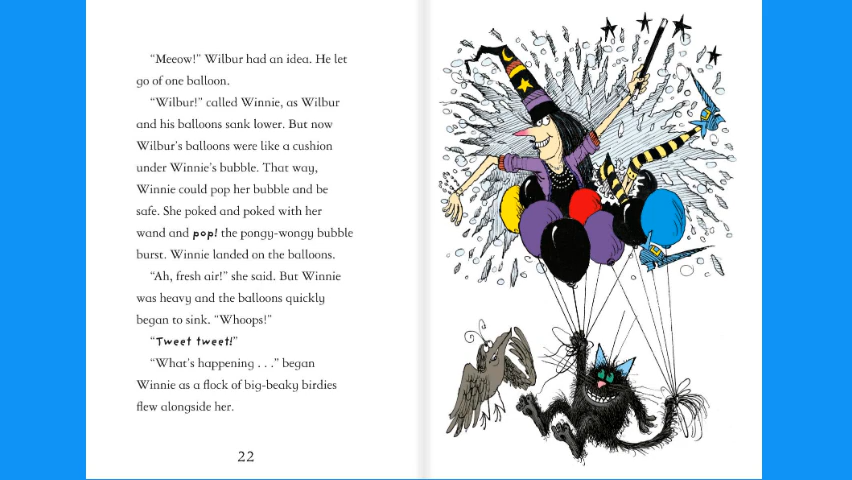 “Meeow!” Wilbur had an idea. He let
go of one balloon.
“Wilbur!” called Winnie, as Wilbur
and his balloons sank lower. But now
Wilbur’s balloons were like a cushion
under Winnie’s bubble. That way,
Winnie could pop her bubble and be
safe. She poked and poked with her
wand and pop! the pongy-wongy bubble
burst. Winnie landed on the balloons.
“Ah, fresh air!” she said. But Winnie
was heavy and the balloons quickly
began to sink. “Whoops!”
“Tweet tweet!”
“What’s happening . . .” began
Winnie as a flock of big-beaky birdies
flew alongside her.
22